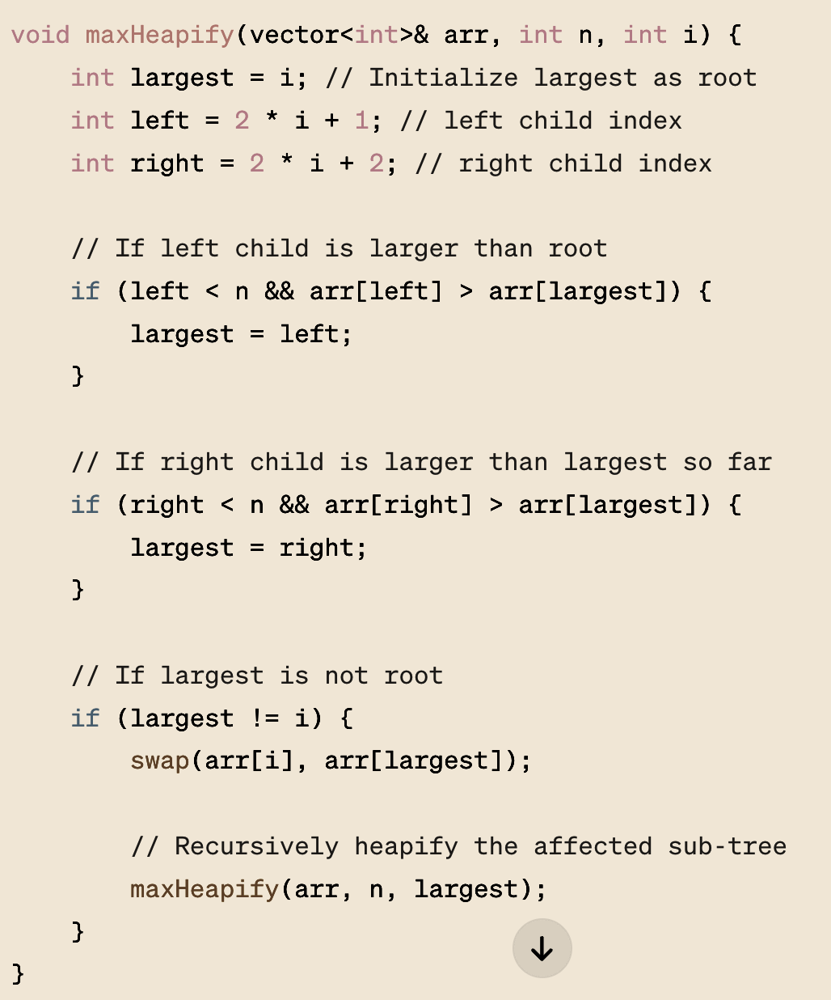 void maxHeapify(vector<int>& arr, int n, int i) {
    int largest = i; // Initialize largest as root
    int left = 2 * i + 1; // left child index
    int right = 2 * i + 2; // right child index

    // If left child is larger than root
    if (left < n && arr[left] > arr[largest]) {
        largest = left;
    }

    // If right child is larger than largest so far
    if (right < n && arr[right] > arr[largest]) {
        largest = right;
    }

    // If largest is not root
    if (largest != i) {
        swap(arr[i], arr[largest]);

        // Recursively heapify the affected sub-tree
        maxHeapify(arr, n, largest);
    }
}